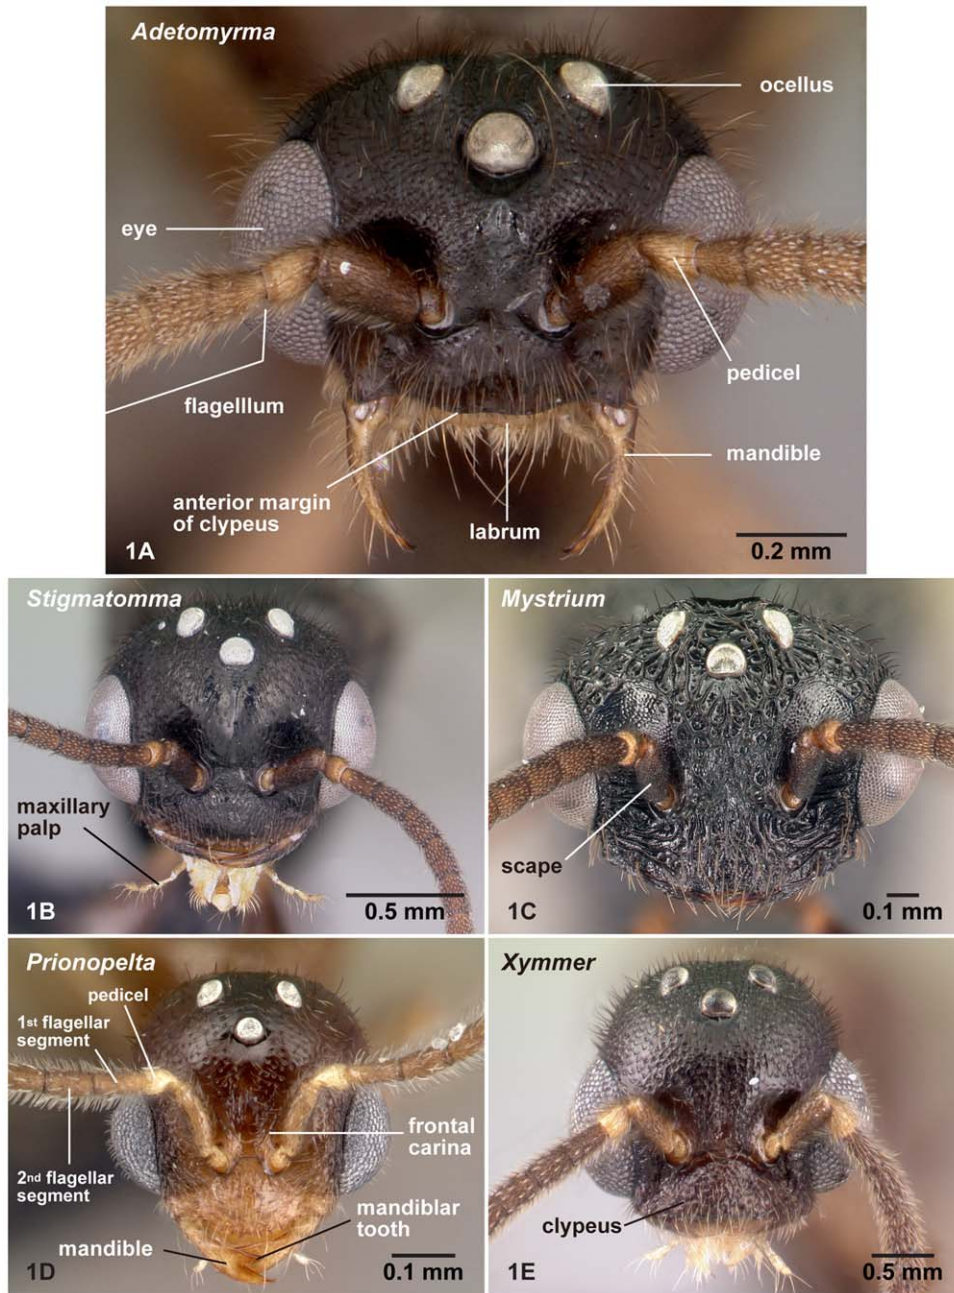 Adetomyrma
ocellus
eye
pedicel
flagelllum
mandible
anterior margin
of clypeus
labrum
1A
0.2 mm
Stigmatomma
maxillary
palp
1B
0.5 mm
Mystrium
scape
1C
0.1 mm
Prionopelta
pedicel
1st flagellar
segment
frontal
carina
2nd flagellar
segment
mandiblar
tooth
mandible
1D
0.1 mm
Xymmer
clypeus
1E
0.5 mm